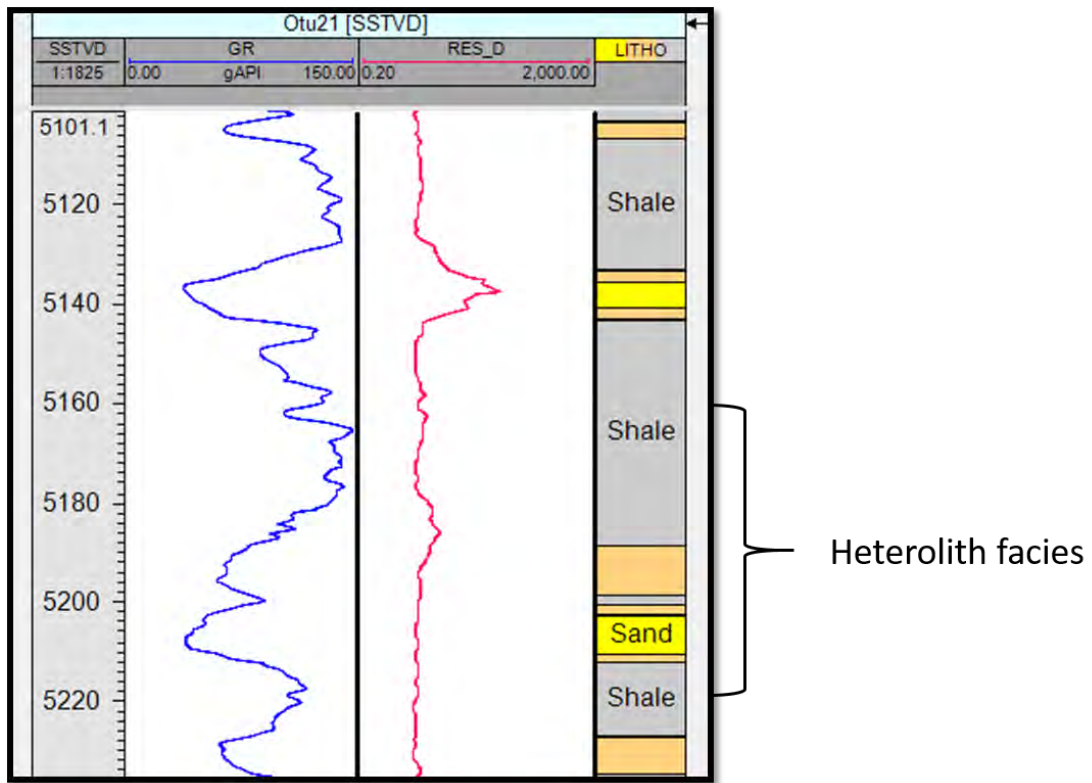 Otu21 [SSTVD]
SSTVD GR RES_D LITHO
1:1825 0.00 gAPI 150.00 0.20 2,000.00
5101.1
5120 Shale
5140
5160
Shale
5180
Heterolith facies
5200
Sand
5220 Shale